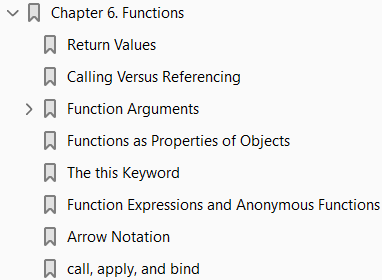 Chapter 6. Functions
Return Values
Calling Versus Referencing
Function Arguments
Functions as Properties of Objects
The this Keyword
Function Expressions and Anonymous Functions
Arrow Notation
call, apply, and bind